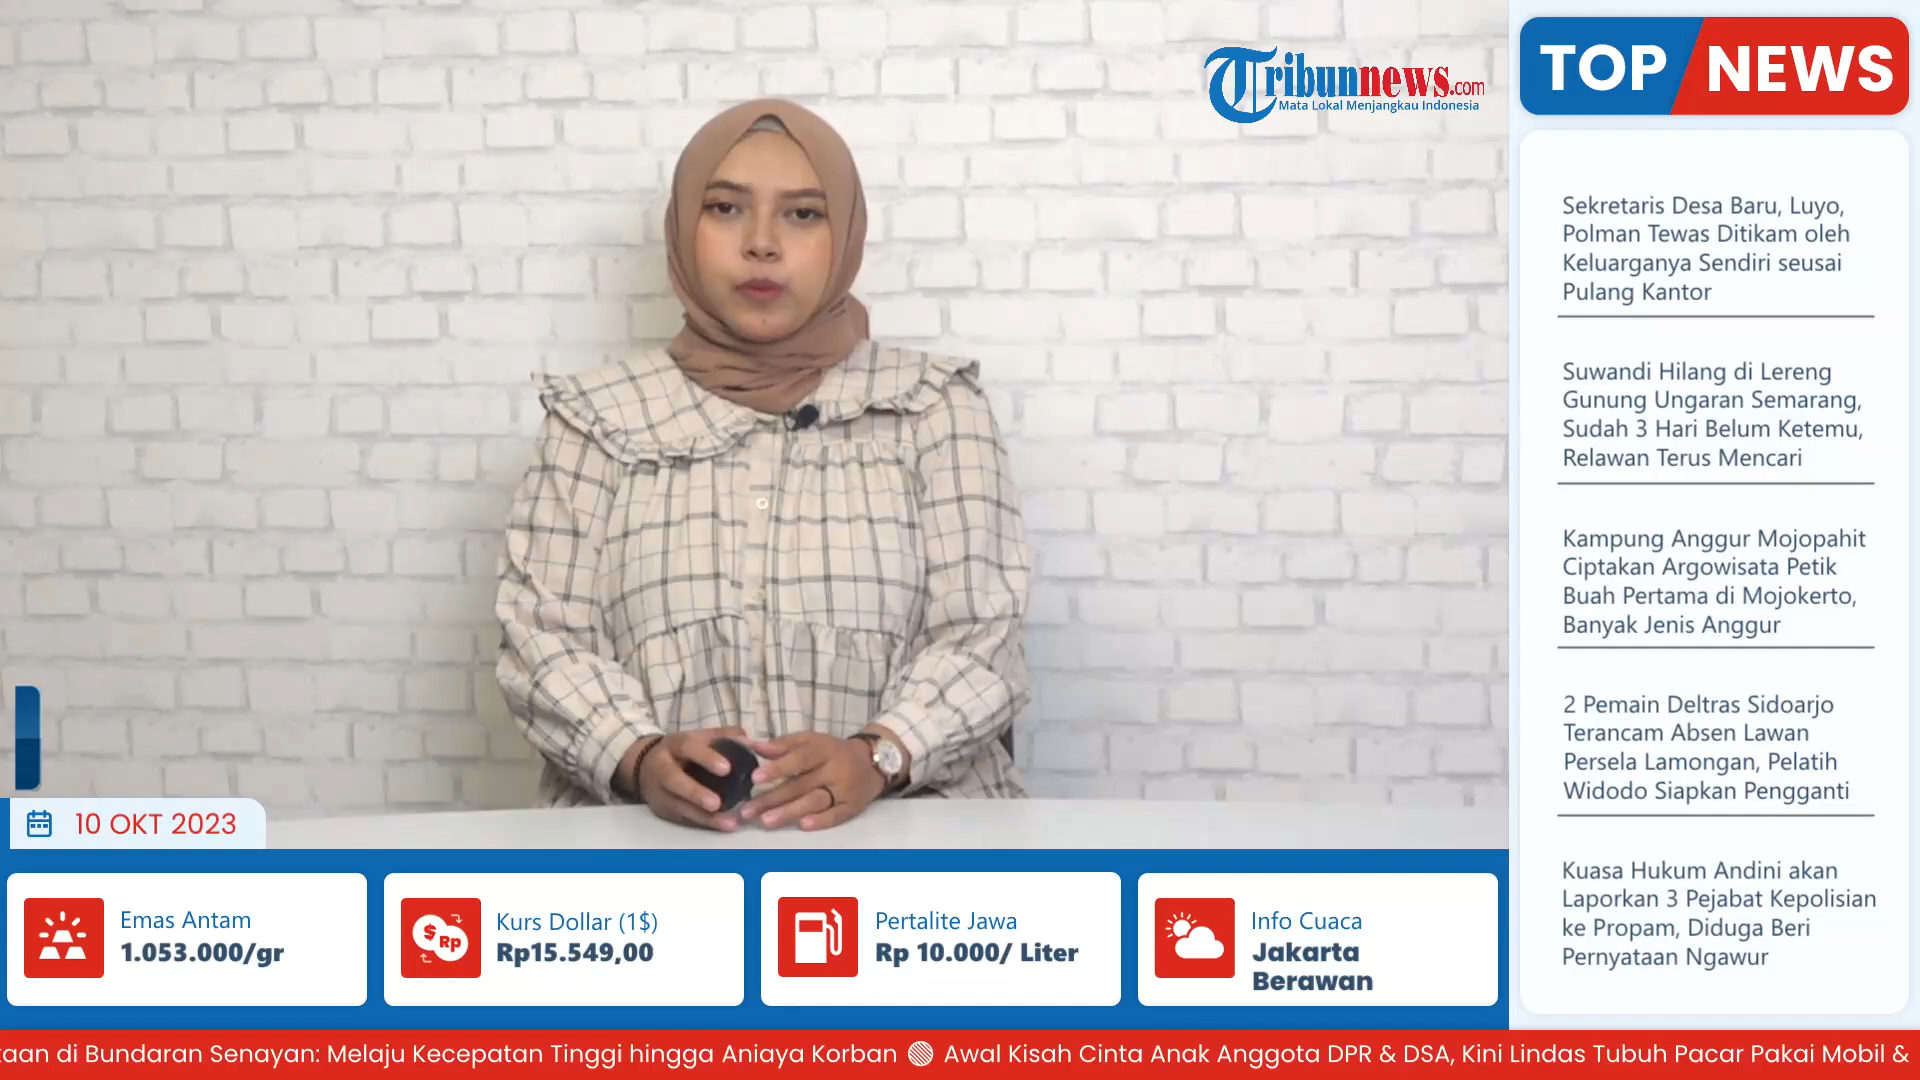 Tribunnews.com
Mata Lokal Menjangkau Indonesia
TOP NEWS
Sekretaris Desa Baru, Luyo,
Polman Tewas Ditikam oleh
Keluarganya Sendiri seusai
Pulang Kantor
Suwandi Hilang di Lereng
Gunung Ungaran Semarang,
Sudah 3 Hari Belum Ketemu,
Relawan Terus Mencari
Kampung Anggur Mojopahit
Ciptakan Argowisata Petik
Buah Pertama di Mojokerto,
Banyak Jenis Anggur
2 Pemain Deltras Sidoarjo
Terancam Absen Lawan
Persela Lamongan, Pelatih
Widodo Siapkan Pengganti
Kuasa Hukum Andini akan
Laporkan 3 Pejabat Kepolisian
ke Propam, Diduga Beri
Pernyataan Ngawur
10 OKT 2023
Emas Antam
1.053.000/gr
$ Rp
Kurs Dollar (1$)
Rp15.549,00
Pertalite Jawa
Rp 10.000/ Liter
Info Cuaca
Jakarta
Berawan
taan di Bundaran Senayan: Melaju Kecepatan Tinggi hingga Aniaya Korban Awal Kisah Cinta Anak Anggota DPR & DSA, Kini Lindas Tubuh Pacar Pakai Mobil &